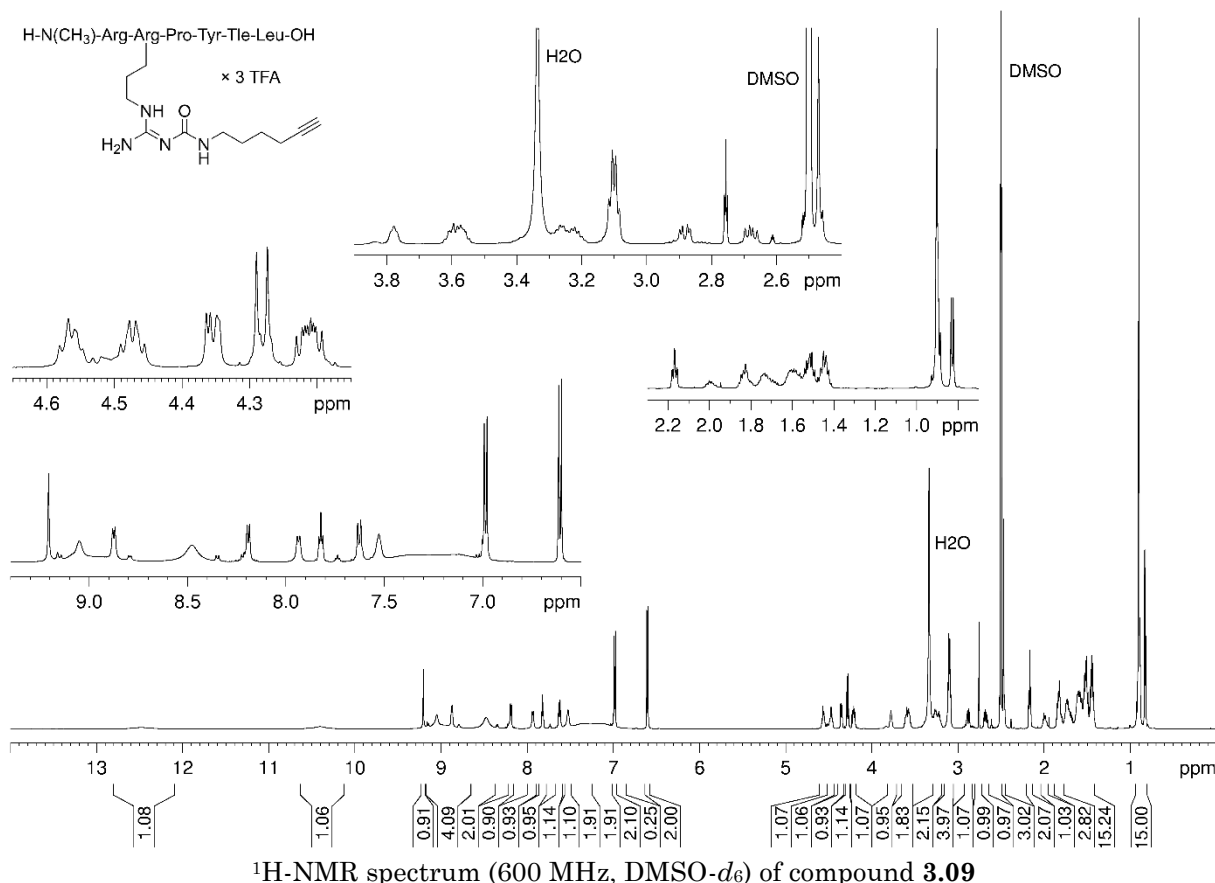 H-N(CH3)-Arg-Arg-Pro-Tyr-Tle-Leu-OH
× 3 TFA
NH
O
H2N
N
N
H
H2O
DMSO
3.8 3.6 3.4 3.2 3.0 2.8 2.6 ppm
DMSO
4.6 4.5 4.4 4.3 ppm
2.2 2.0 1.8 1.6 1.4 1.2 1.0 ppm
9.0 8.5 8.0 7.5 7.0 ppm
H2O
13 12 11 10 9 8 7 6 5 4 3 2 1 ppm
1.08 1.06 0.91 4.09 2.01 0.90 0.93 0.95 1.14 1.10 1.91 1.91 2.10 0.25 2.00 1.07 1.06 0.93 1.14 1.07 0.95 1.83 2.15 3.97 1.07 0.99 0.97 3.02 2.07 1.03 2.82 15.24 15.00
¹H-NMR spectrum (600 MHz, DMSO-d6) of compound 3.09